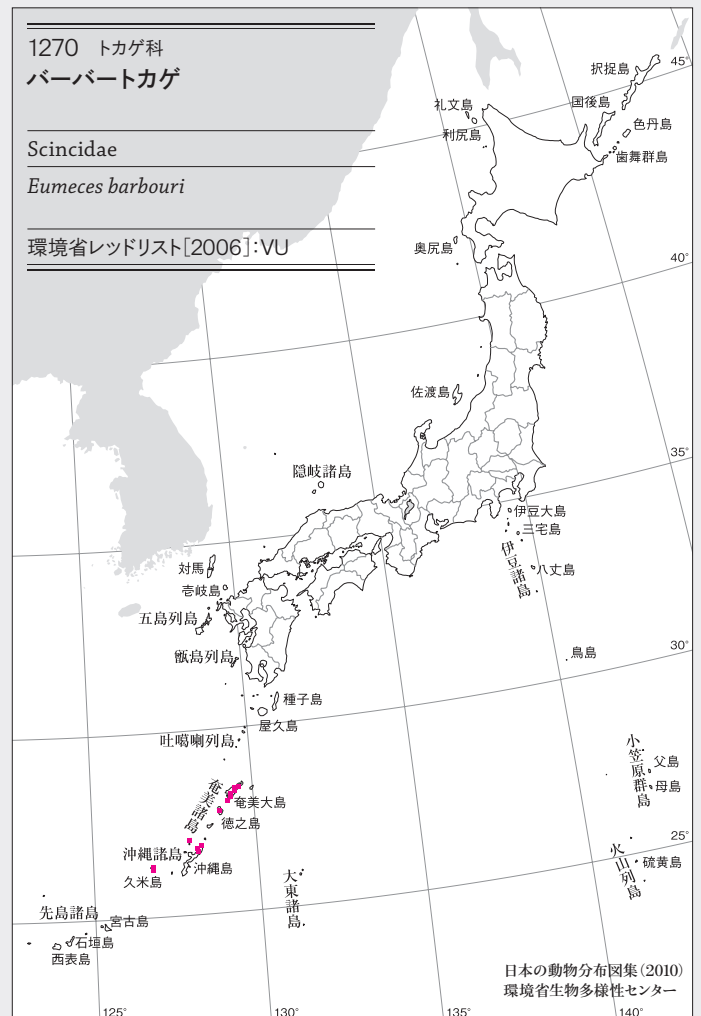 1270 トカゲ科
バーバートカゲ
Scincidae
Eumeces barbouri
環境省レッドリスト[2006]:VU
45°
択捉島
国後島
礼文島
利尻島
色丹島
歯舞群島
奥尻島
40°
佐渡島
35°
隠岐諸島
伊豆大島
三宅島
伊豆諸島
八丈島
対馬
壱岐島
五島列島
甑島列島
30°
鳥島
種子島
屋久島
吐噶喇列島
小笠原群島
父島
母島
奄美諸島
奄美大島
徳之島
25°
沖縄諸島
沖縄島
久米島
火山列島
硫黄島
大東諸島
先島諸島
宮古島
石垣島
西表島
日本の動物分布図集(2010)
環境省生物多様性センター
125°
130°
135°
140°